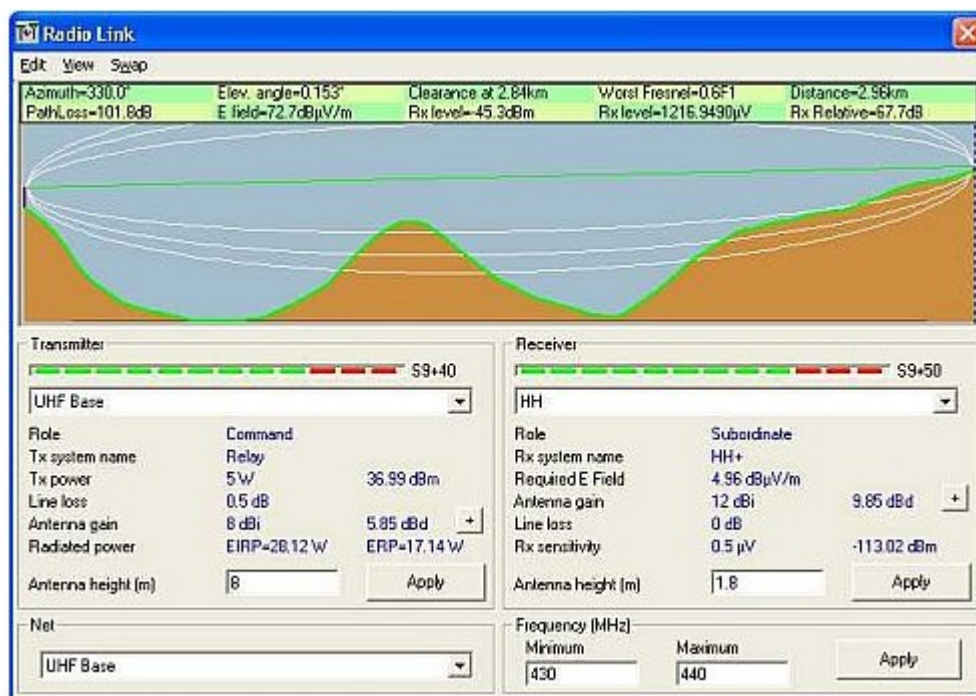 Radio Link
Edit View Swap
Azimuth=330.0° Elev. angle=0.153° Clearance at 2.84km Worst Fresnel=0.6F1 Distance=2.96km
PathLoss=101.8dB E field=72.7dBµV/m Rx level=-45.3dBm Rx level=1216.9490µV Rx Relative=67.7dB
Transmitter
S9+40
UHF Base
Role Command
Tx system name Relay
Tx power 5 W 36.99 dBm
Line loss 0.5 dB
Antenna gain 8 dBi 5.85 dBd +
Radiated power EIRP=28.12 W ERP=17.14 W
Antenna height (m) 8 Apply
Receiver
S9+50
HH
Role Subordinate
Rx system name HH+
Required E Field 4.96 dBµV/m
Antenna gain 12 dBi 9.85 dBd +
Line loss 0 dB
Rx sensitivity 0.5 µV -113.02 dBm
Antenna height (m) 1.8 Apply
Net
UHF Base
Frequency (MHz)
Minimum Maximum
430 440 Apply